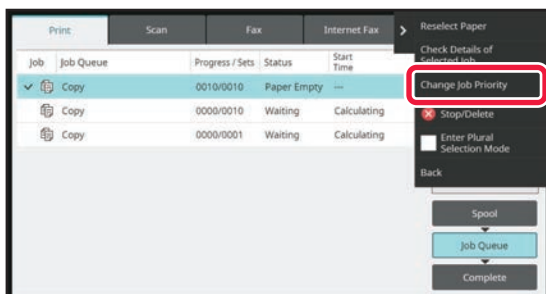 Print Scan Fax Internet Fax
Job Job Queue Progress / Sets Status Start
Time
Copy 0010/0010 Paper Empty ---
Copy 0000/0010 Waiting Calculating
Copy 0000/0001 Waiting Calculating
Reselect Paper
Check Details of
Selected Job
Change Job Priority
Stop/Delete
Enter Plural
Selection Mode
Back
Spool
Job Queue
Complete